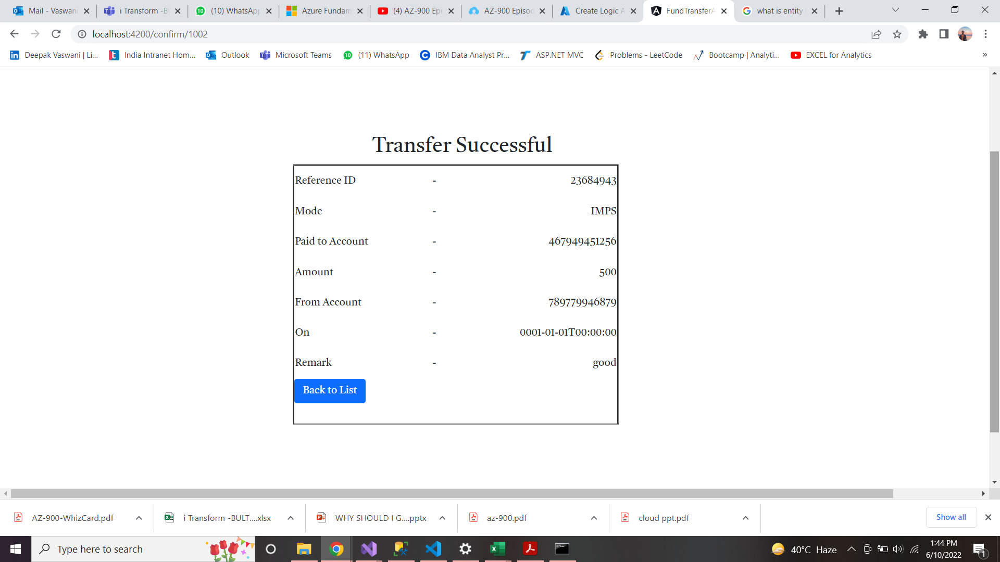 Mail - Vaswani
i Transform -B
(10) WhatsApp
Azure Fundam
(4) AZ-900 Epi
AZ-900 Episod
Create Logic A
FundTransferA
what is entity
localhost:4200/confirm/1002
Deepak Vaswani | Li...
India Intranet Hom...
Outlook
Microsoft Teams
(11) WhatsApp
IBM Data Analyst Pr...
ASP.NET MVC
Problems - LeetCode
Bootcamp | Analyti...
EXCEL for Analytics
»
Transfer Successful
Reference ID - 23684943
Mode - IMPS
Paid to Account - 467949451256
Amount - 500
From Account - 789779946879
On - 0001-01-01T00:00:00
Remark - good
Back to List
AZ-900-WhizCard.pdf
i Transform -BULT....xlsx
WHY SHOULD I G....pptx
az-900.pdf
cloud ppt.pdf
Show all
Type here to search
40°C Haze
1:44 PM
6/10/2022
1